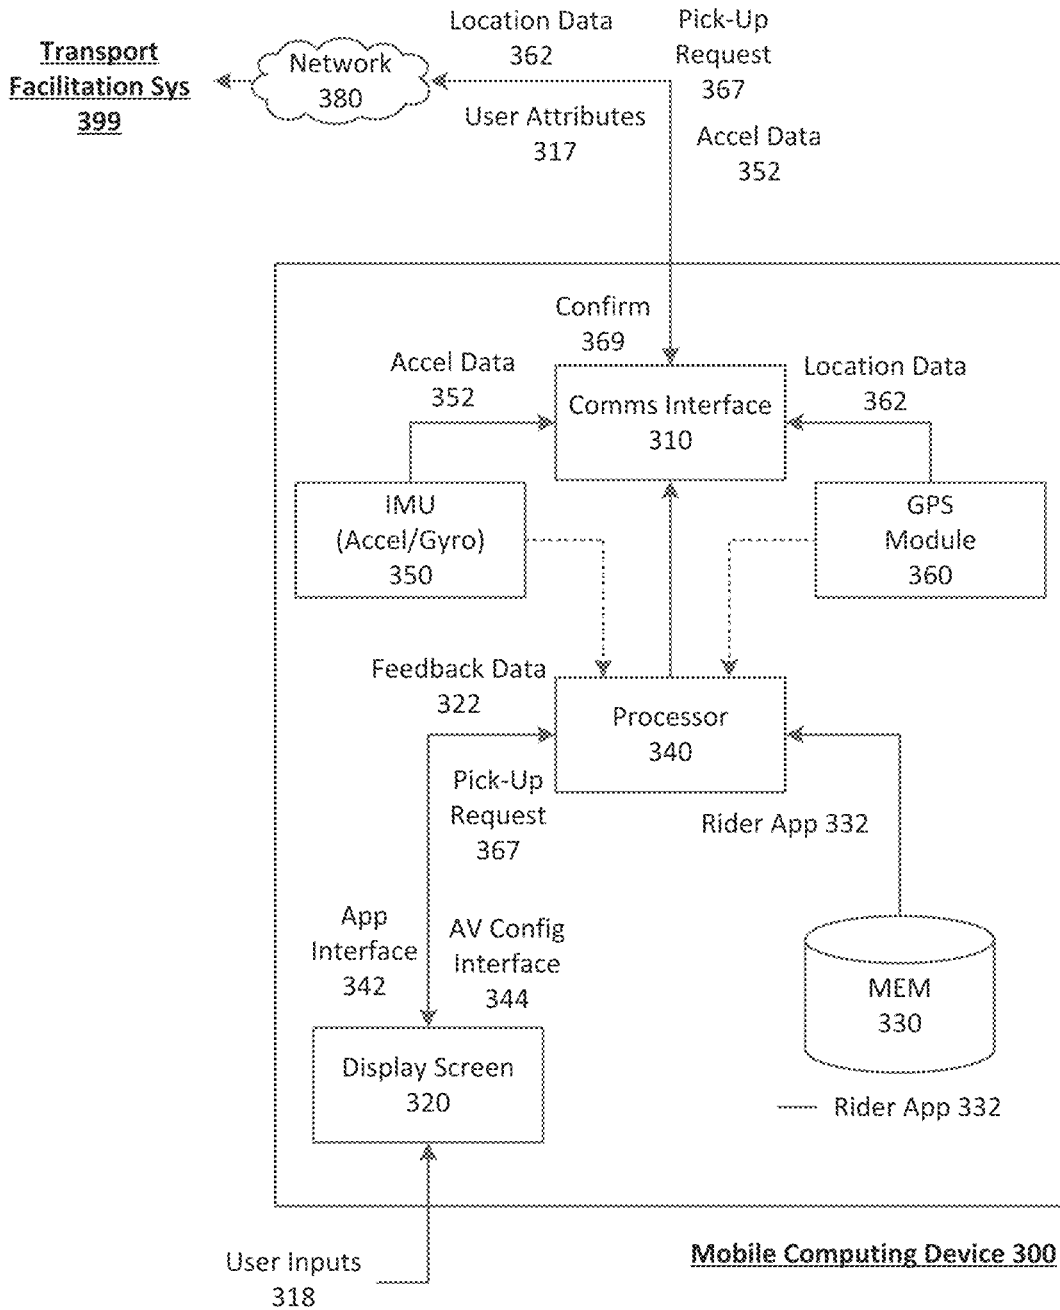 Transport
Facilitation Sys
399
Network
380
Location Data
362
User Attributes
317
Pick-Up
Request
367
Accel Data
352
Confirm
369
Accel Data
352
Comms Interface
310
Location Data
362
IMU
(Accel/Gyro)
350
GPS
Module
360
Feedback Data
322
Processor
340
Pick-Up
Request
367
Rider App 332
App
Interface
342
AV Config
Interface
344
MEM
330
Display Screen
320
Rider App 332
User Inputs
318
Mobile Computing Device 300